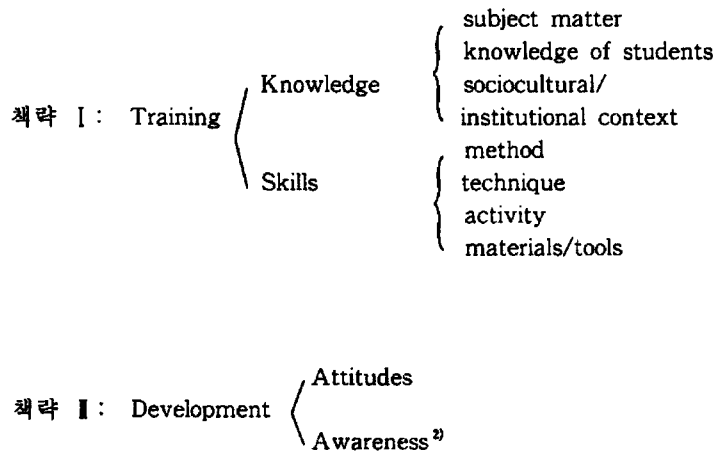 subject matter
knowledge of students
Knowledge
sociocultural/
책략 Ⅰ: Training
institutional context
method
Skills
technique
activity
materials/tools
Attitudes
책략 Ⅱ: Development
Awareness²⁾